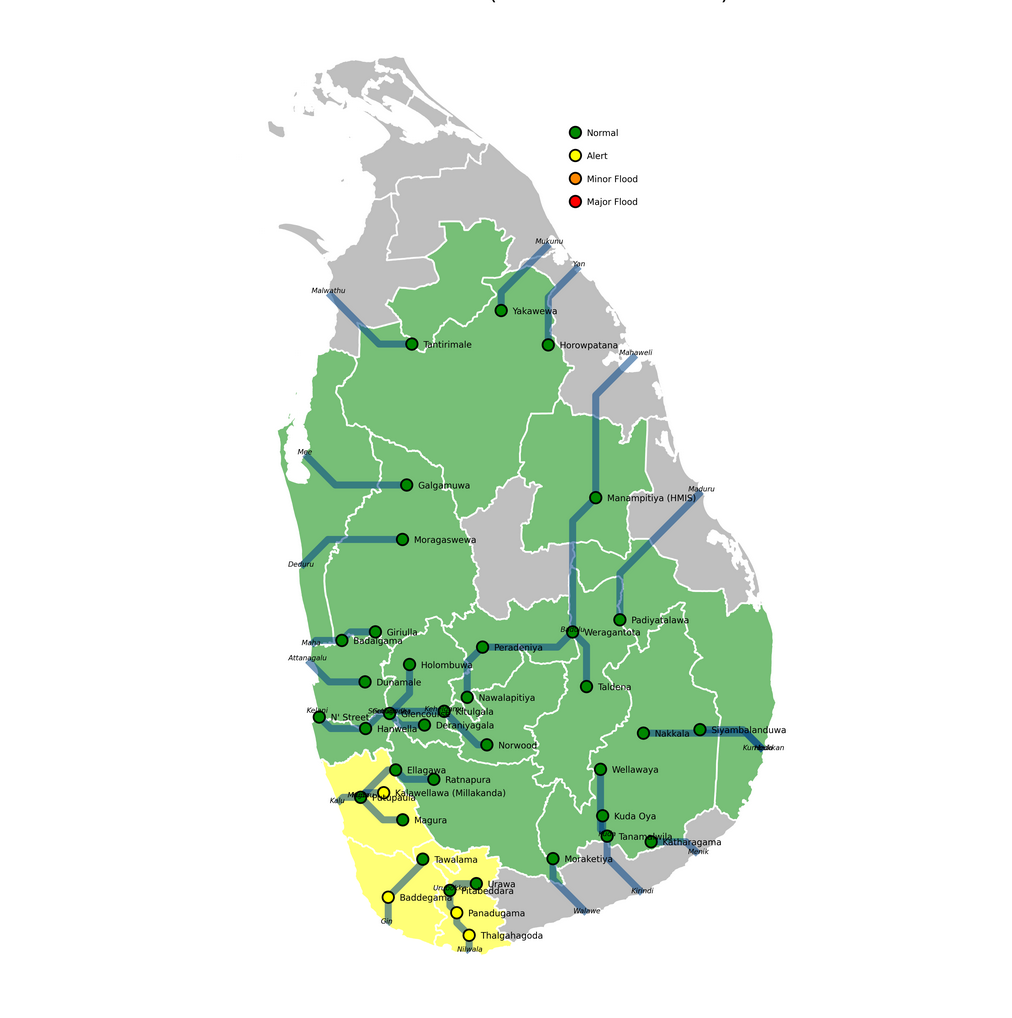 Normal
Alert
Minor Flood
Major Flood
Mukunu
Yan
Malwathu
Yakawewa
Tantirimale
Horowpatana
Mahaweli
Mee
Galgamuwa
Maduru
Manampitiya (HMIS)
Moragaswewa
Deduru
Padiyatalawa
Giriulla
Weragantota
Maha
Badalgama
Peradeniya
Attanagalu
Holombuwa
Dunamale
Taldena
Nawalapitiya
Kelani
N' Street
Glencourse
Kitulgala
Deraniyagala
Hanwella
Siyambalanduwa
Nakkala
Norwood
Ellagawa
Wellawaya
Ratnapura
Kalawellawa (Millakanda)
Kalu
Putupaula
Magura
Kuda Oya
Tanamalwila
Katharagama
Menik
Tawalama
Moraketiya
Urawa
Pitabeddara
Kirindi
Baddegama
Walawe
Panadugama
Gin
Thalgahagoda
Nilwala